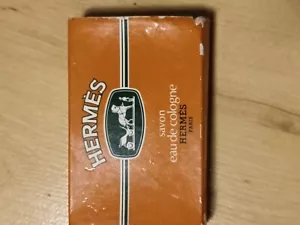 HERMÈS
savon
eau de cologne
HERMÈS
PARIS